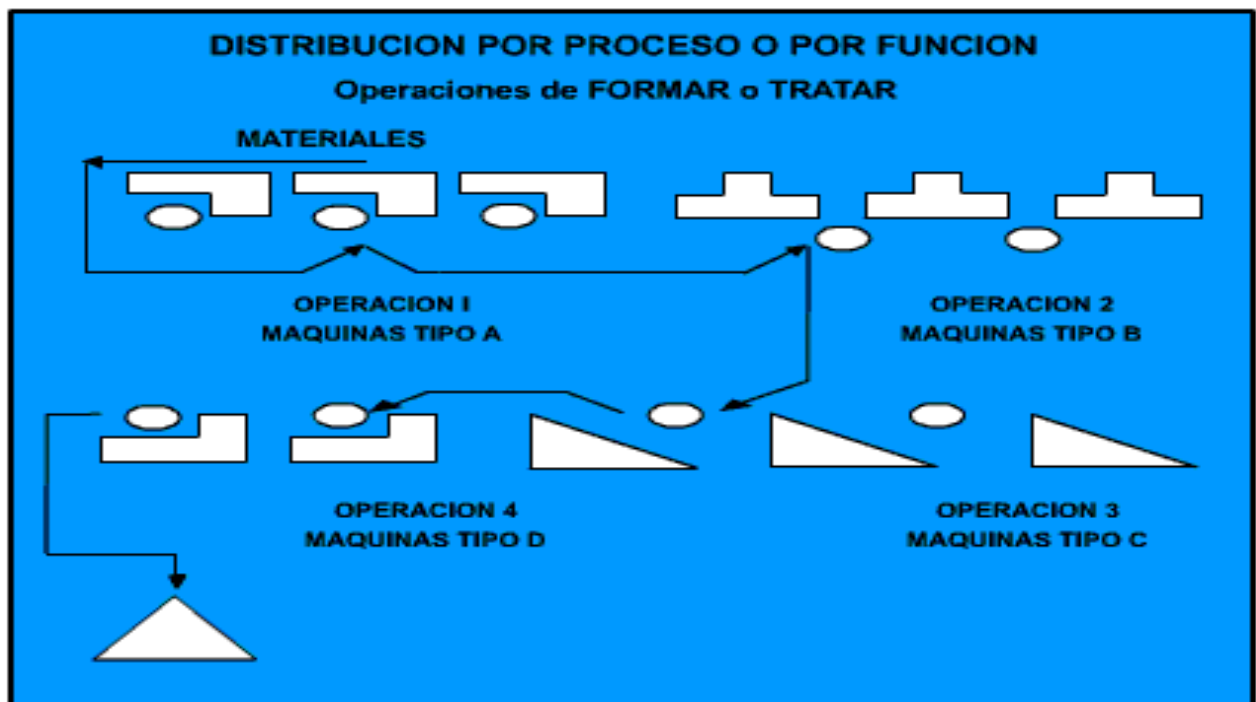 DISTRIBUCION POR PROCESO O POR FUNCION
Operaciones de FORMAR o TRATAR
MATERIALES
OPERACION I
MAQUINAS TIPO A
OPERACION 2
MAQUINAS TIPO B
OPERACION 4
MAQUINAS TIPO D
OPERACION 3
MAQUINAS TIPO C